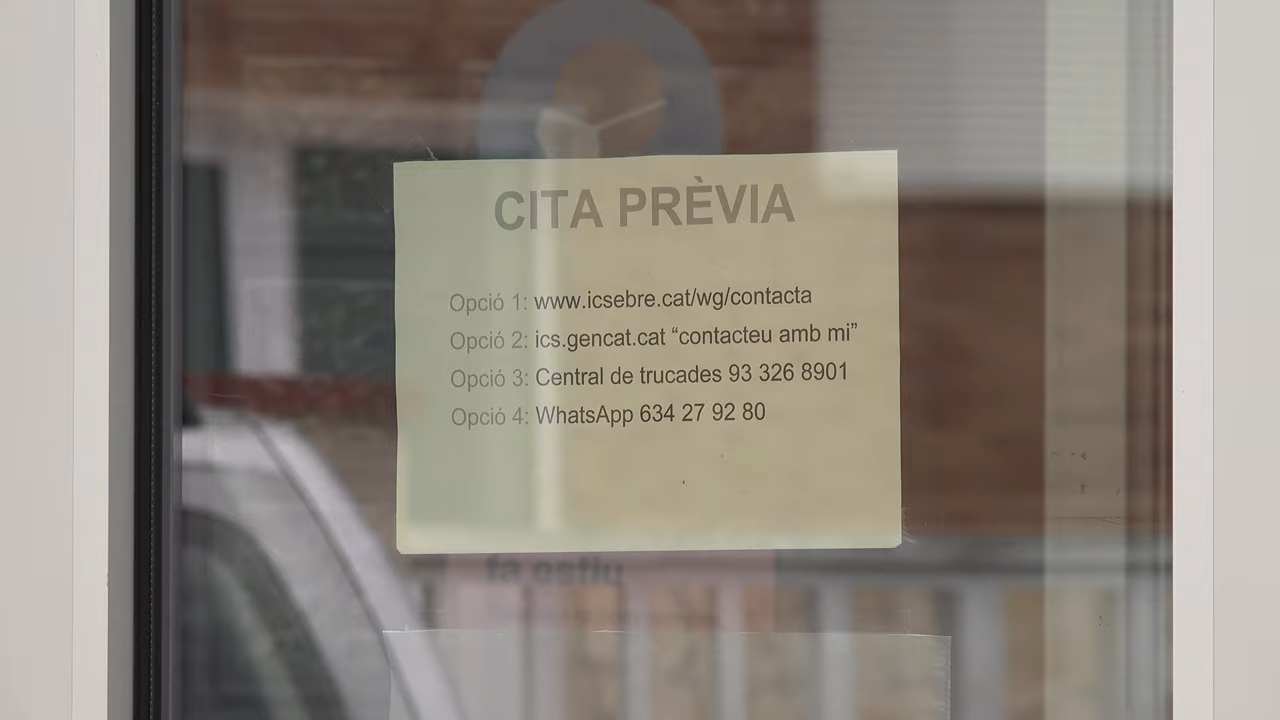 CITA PRÈVIA
Opció 1: www.icsebre.cat/wg/contacta
Opció 2: ics.gencat.cat “contacteu amb mi”
Opció 3: Central de trucades 93 326 8901
Opció 4: WhatsApp 634 27 92 80